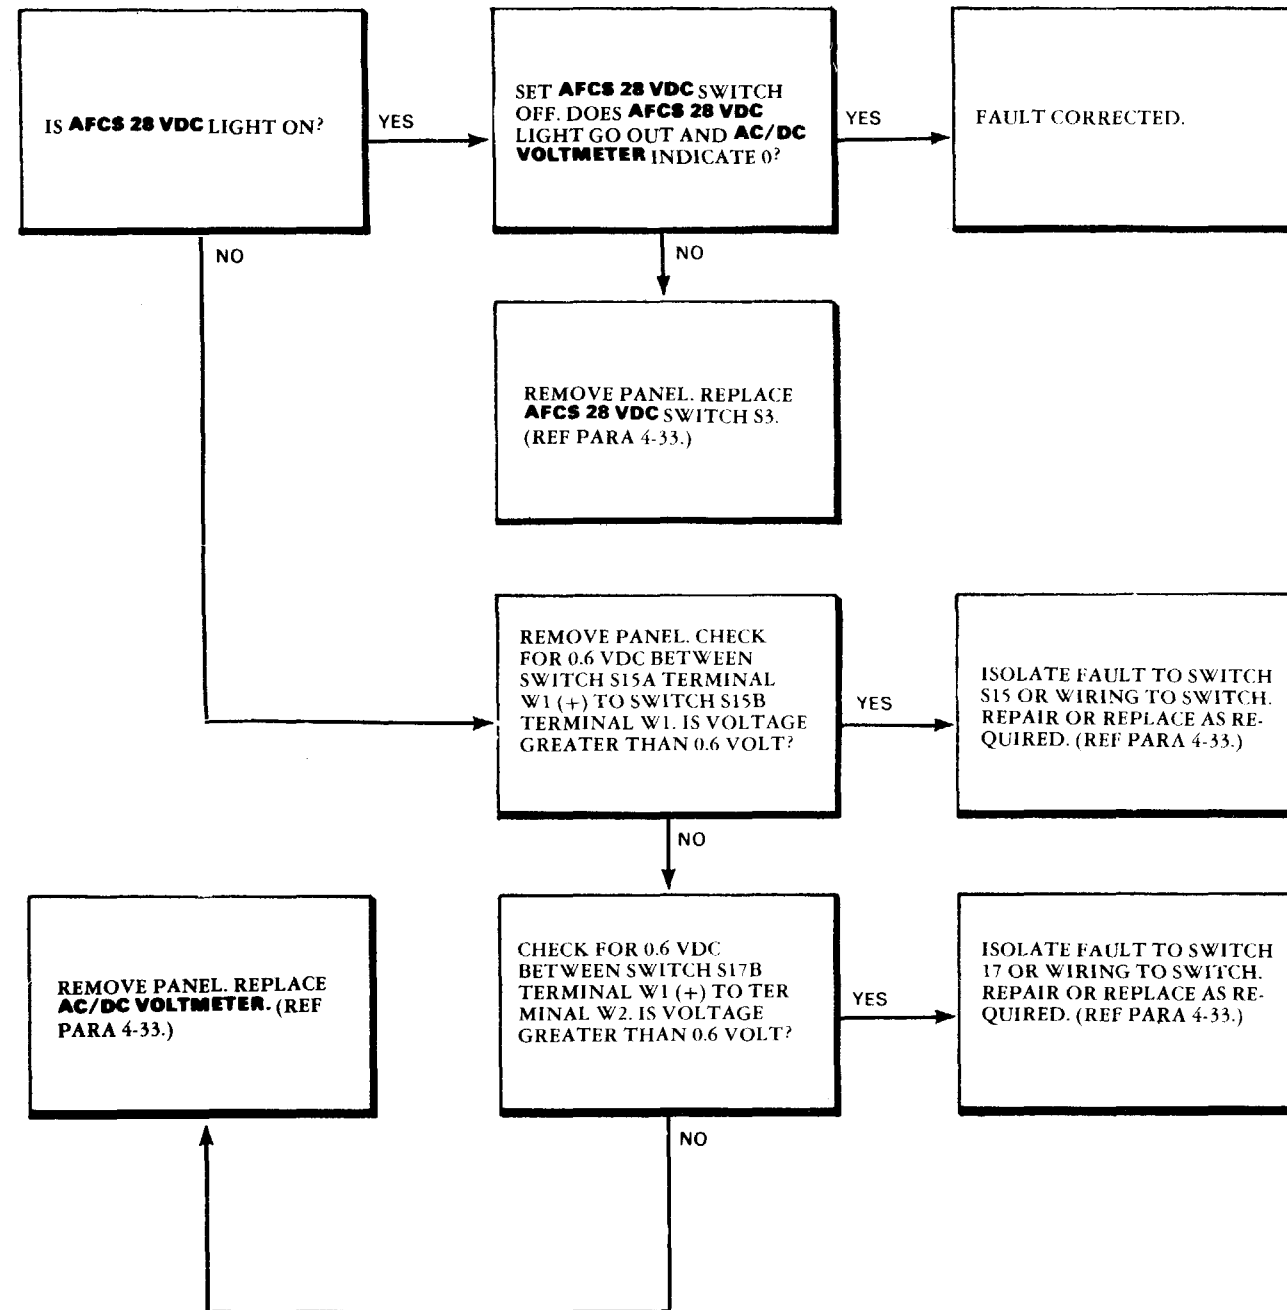 IS AFCS 28 VDC LIGHT ON?
YES
SET AFCS 28 VDC SWITCH
OFF. DOES AFCS 28 VDC
LIGHT GO OUT AND AC/DC
VOLTMETER INDICATE 0?
YES
FAULT CORRECTED.
NO
NO
REMOVE PANEL. REPLACE
AFCS 28 VDC SWITCH S3.
(REF PARA 4-33.)
REMOVE PANEL. CHECK
FOR 0.6 VDC BETWEEN
SWITCH S15A TERMINAL
W1 (+) TO SWITCH S15B
TERMINAL W1. IS VOLTAGE
GREATER THAN 0.6 VOLT?
YES
ISOLATE FAULT TO SWITCH
S15 OR WIRING TO SWITCH.
REPAIR OR REPLACE AS RE-
QUIRED. (REF PARA 4-33.)
NO
REMOVE PANEL. REPLACE
AC/DC VOLTMETER. (REF
PARA 4-33.)
CHECK FOR 0.6 VDC
BETWEEN SWITCH S17B
TERMINAL W1 (+) TO TER
MINAL W2. IS VOLTAGE
GREATER THAN 0.6 VOLT?
YES
ISOLATE FAULT TO SWITCH
17 OR WIRING TO SWITCH.
REPAIR OR REPLACE AS RE-
QUIRED. (REF PARA 4-33.)
NO